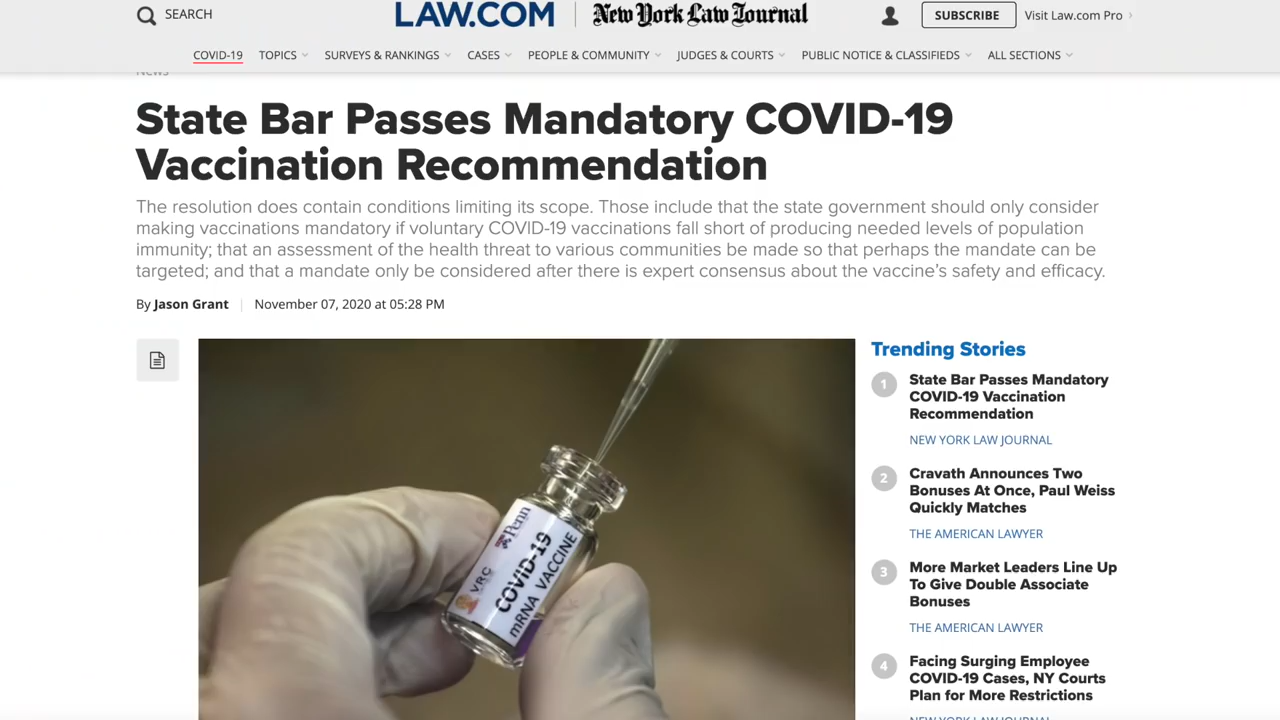 SEARCH
LAW.COM
New York Law Journal
SUBSCRIBE
Visit Law.com Pro
COVID-19
TOPICS
SURVEYS & RANKINGS
CASES
PEOPLE & COMMUNITY
JUDGES & COURTS
PUBLIC NOTICE & CLASSIFIEDS
ALL SECTIONS
News
State Bar Passes Mandatory COVID-19
Vaccination Recommendation
The resolution does contain conditions limiting its scope. Those include that the state government should only consider
making vaccinations mandatory if voluntary COVID-19 vaccinations fall short of producing needed levels of population
immunity; that an assessment of the health threat to various communities be made so that perhaps the mandate can be
targeted; and that a mandate only be considered after there is expert consensus about the vaccine's safety and efficacy.
By Jason Grant
November 07, 2020 at 05:28 PM
Penn
VRC
COVID-19
mRNA VACCINE
Trending Stories
1
State Bar Passes Mandatory
COVID-19 Vaccination
Recommendation
NEW YORK LAW JOURNAL
2
Cravath Announces Two
Bonuses At Once, Paul Weiss
Quickly Matches
THE AMERICAN LAWYER
3
More Market Leaders Line Up
To Give Double Associate
Bonuses
THE AMERICAN LAWYER
4
Facing Surging Employee
COVID-19 Cases, NY Courts
Plan for More Restrictions
NEW YORK LAW JOURNAL